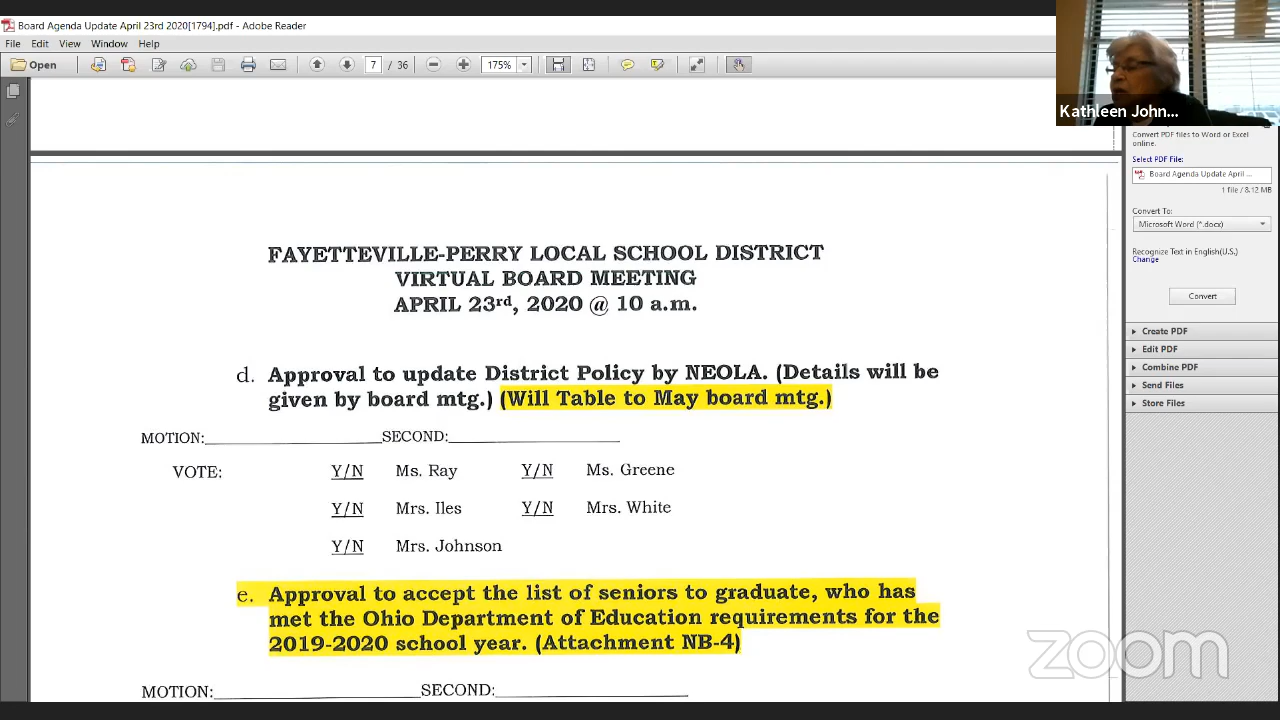 Board Agenda Update April 23rd 2020[1794].pdf - Adobe Reader
File Edit View Window Help
Open 7 / 36 175%
Kathleen John...
Convert PDF files to Word or Excel
online.
Select PDF File:
Board Agenda Update April ...
1 file / 8.12 MB
Convert To:
Microsoft Word (*.docx)
Recognize Text in English(U.S.)
Change
Convert
Create PDF
Edit PDF
Combine PDF
Send Files
Store Files
FAYETTEVILLE-PERRY LOCAL SCHOOL DISTRICT
VIRTUAL BOARD MEETING
APRIL 23rd, 2020 @ 10 a.m.
d. Approval to update District Policy by NEOLA. (Details will be
given by board mtg.) (Will Table to May board mtg.)
MOTION:____________________SECOND:____________________
VOTE: Y/N Ms. Ray Y/N Ms. Greene
Y/N Mrs. Iles Y/N Mrs. White
Y/N Mrs. Johnson
e. Approval to accept the list of seniors to graduate, who has
met the Ohio Department of Education requirements for the
2019-2020 school year. (Attachment NB-4)
MOTION:____________________SECOND:____________________
zoom